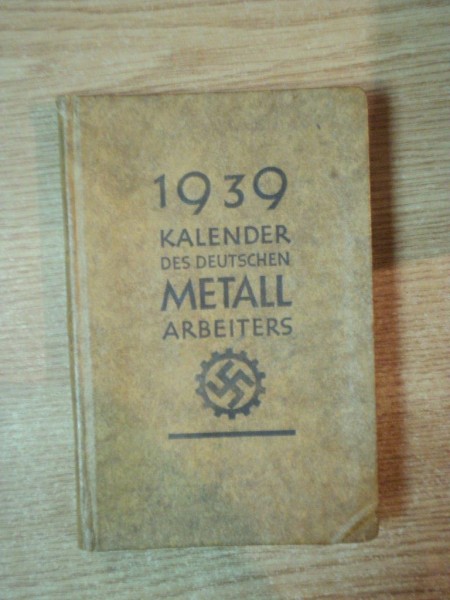 1939
KALENDER
DES DEUTSCHEN
METALL
ARBEITERS